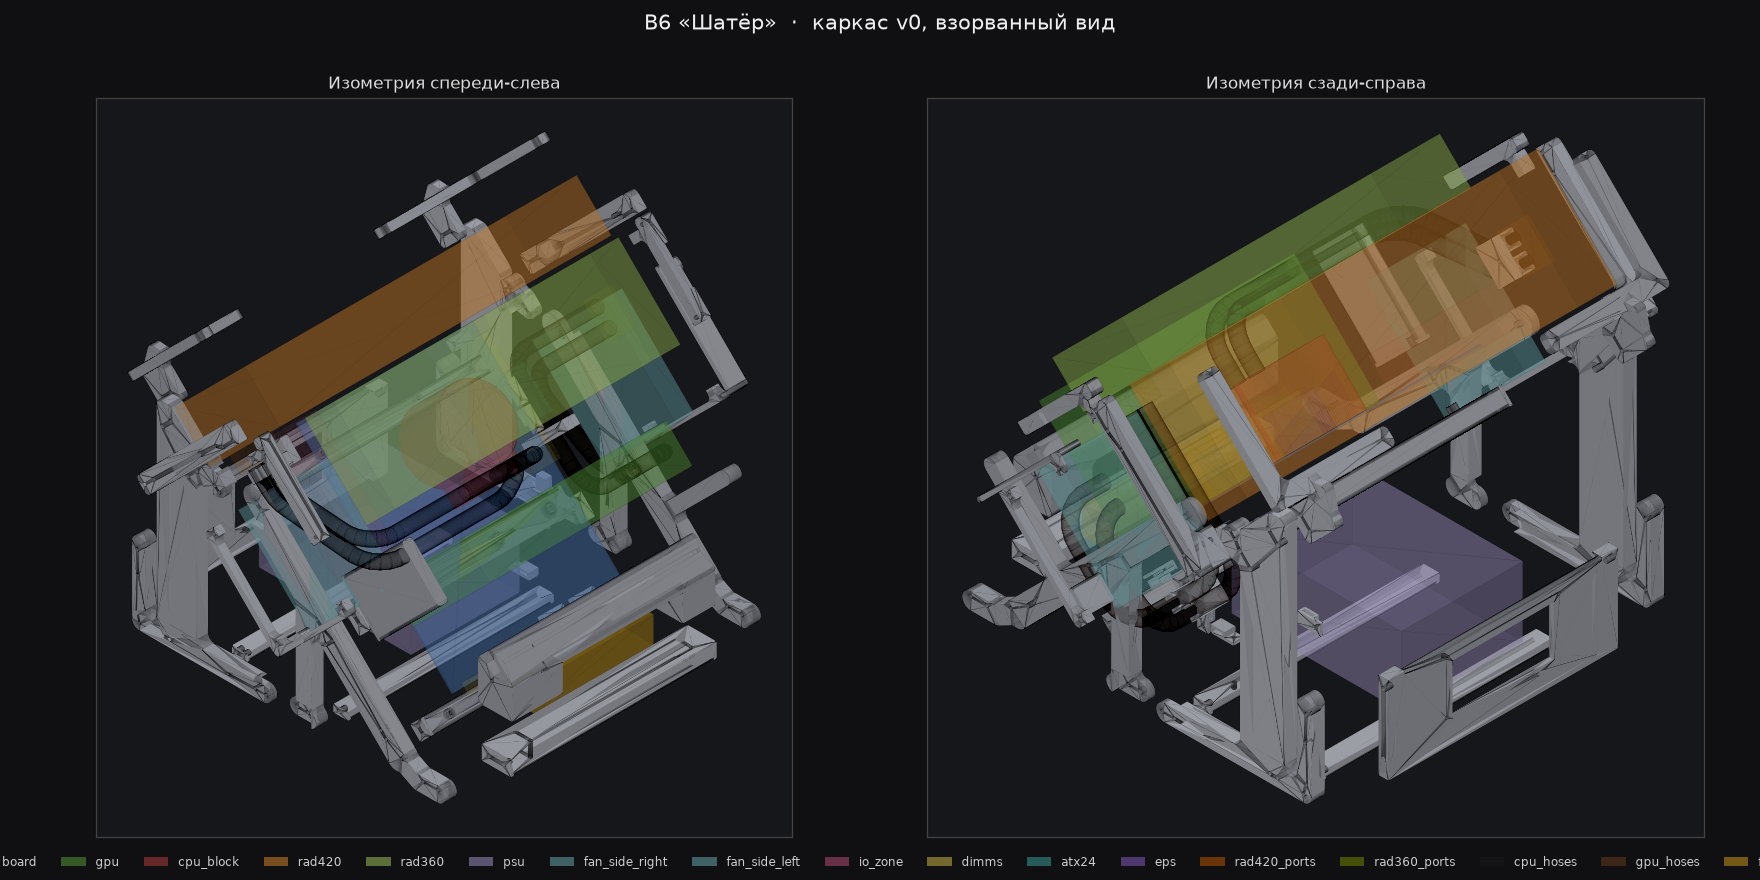 B6 «Шатёр»  ·  каркас v0, взорванный вид
Изометрия спереди-слева
Изометрия сзади-справа
board gpu cpu_block rad420 rad360 psu fan_side_right fan_side_left io_zone dimms atx24 eps rad420_ports rad360_ports cpu_hoses gpu_hoses